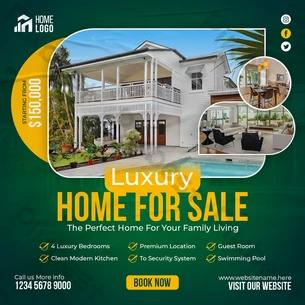 HOME
LOGO
STARTING FROM
$150,000
Luxury
HOME FOR SALE
The Perfect Home For Your Family Living
4 Luxury Bedrooms
Premium Location
Guest Room
Clean Modern Kitchen
To Security System
Swimming Pool
Call Us More Info
1234 5678 9000
BOOK NOW
www.websitename.com
VISIT OUR WEBSITE